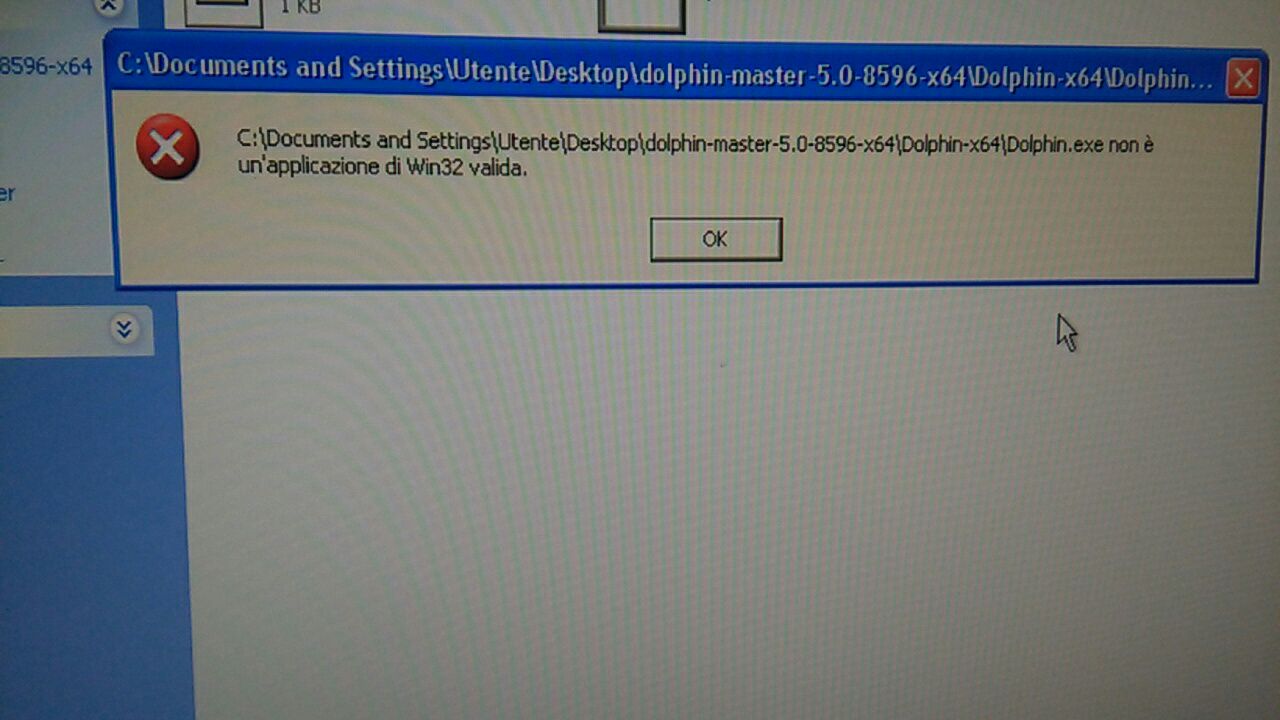 1 KB
8596-x64
C:\Documents and Settings\Utente\Desktop\dolphin-master-5.0-8596-x64\Dolphin-x64\Dolphin...
C:\Documents and Settings\Utente\Desktop\dolphin-master-5.0-8596-x64\Dolphin-x64\Dolphin.exe non è
un'applicazione di Win32 valida.
er
OK